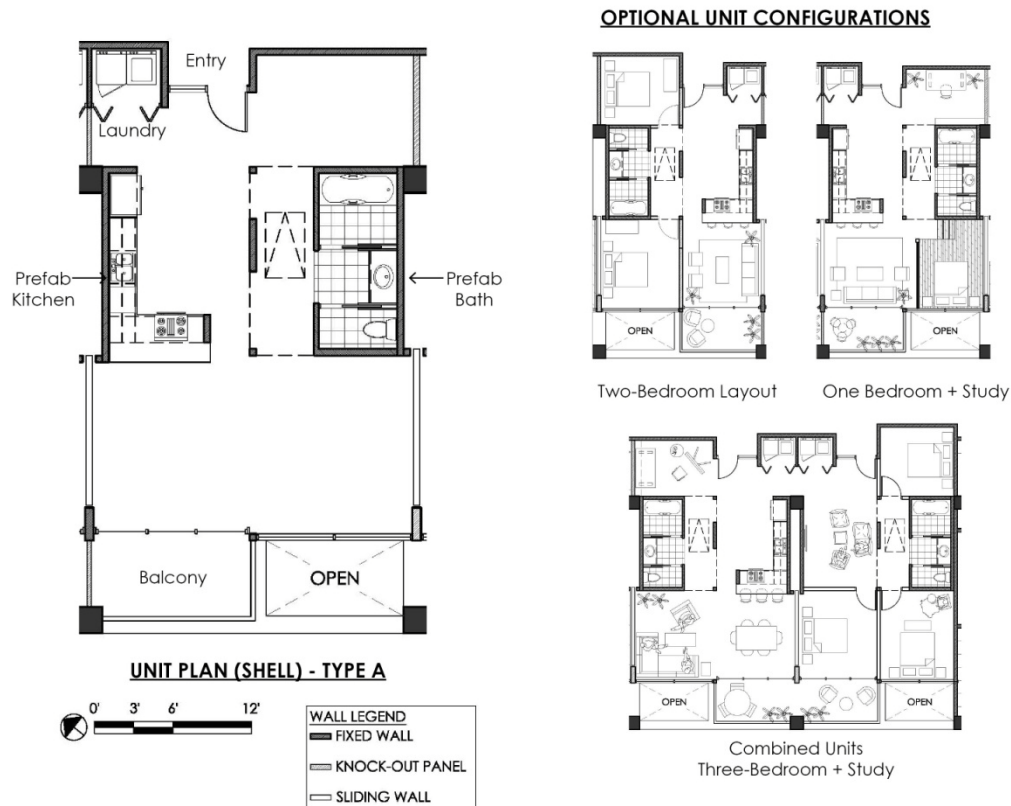 OPTIONAL UNIT CONFIGURATIONS
Entry
Laundry
Prefab
Kitchen
Prefab
Bath
Balcony
OPEN
UNIT PLAN (SHELL) - TYPE A
0' 3' 6' 12'
WALL LEGEND
FIXED WALL
KNOCK-OUT PANEL
SLIDING WALL
OPEN
Two-Bedroom Layout
OPEN
One Bedroom + Study
OPEN
OPEN
Combined Units
Three-Bedroom + Study